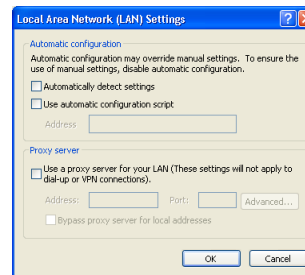 Local Area Network (LAN) Settings
Automatic configuration
Automatic configuration may override manual settings. To ensure the
use of manual settings, disable automatic configuration.
Automatically detect settings
Use automatic configuration script
Address
Proxy server
Use a proxy server for your LAN (These settings will not apply to
dial-up or VPN connections).
Address:
Port:
Advanced...
Bypass proxy server for local addresses
OK
Cancel